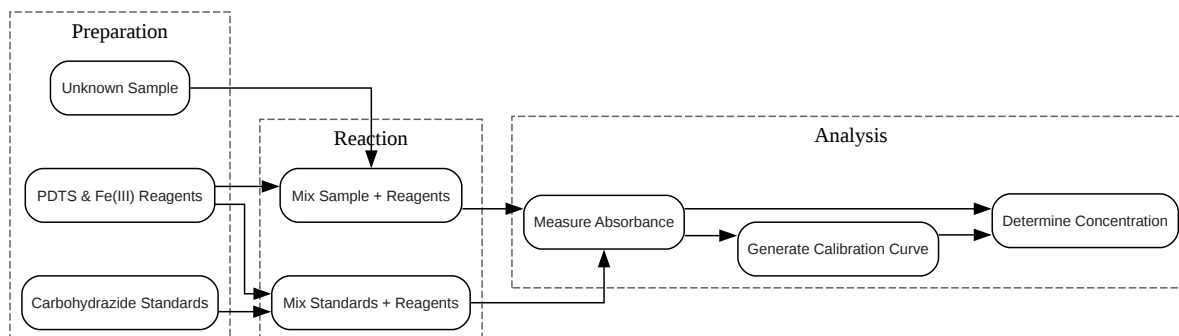 Preparation
Unknown Sample
PDTS & Fe(III) Reagents
Carbohydrazide Standards
Reaction
Mix Sample + Reagents
Mix Standards + Reagents
Analysis
Measure Absorbance
Generate Calibration Curve
Determine Concentration